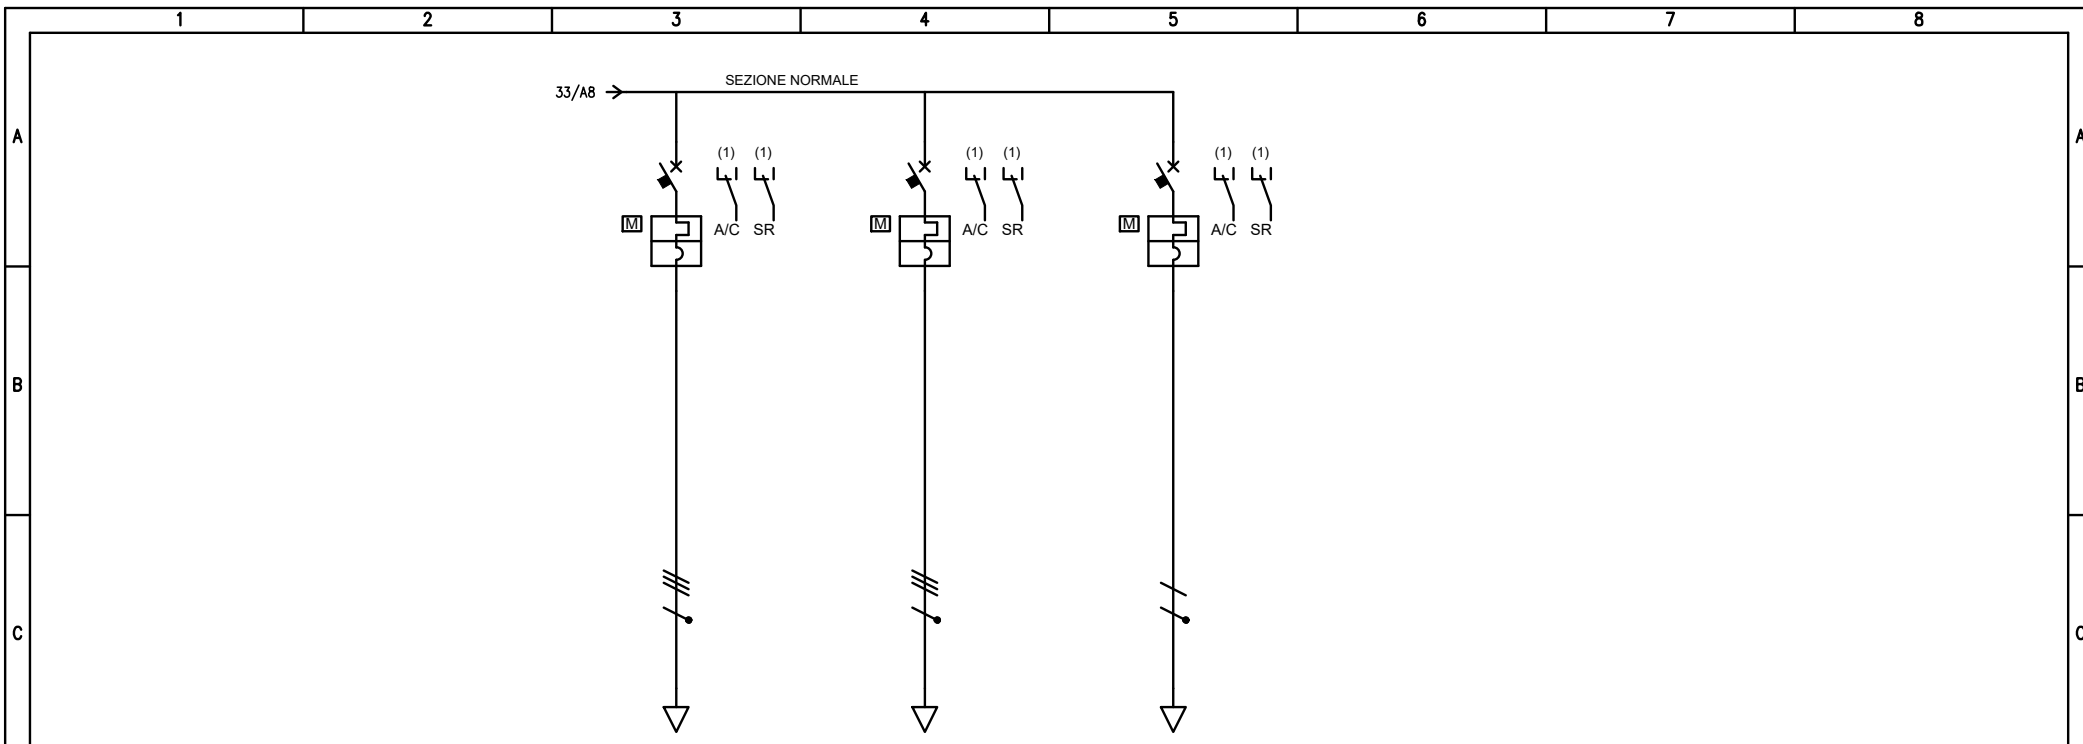 1 2 3 4 5 6 7 8
SEZIONE NORMALE
33/A8
A A
(1) (1) (1) (1) (1) (1)
M A/C SR M A/C SR M A/C SR
B B
C C